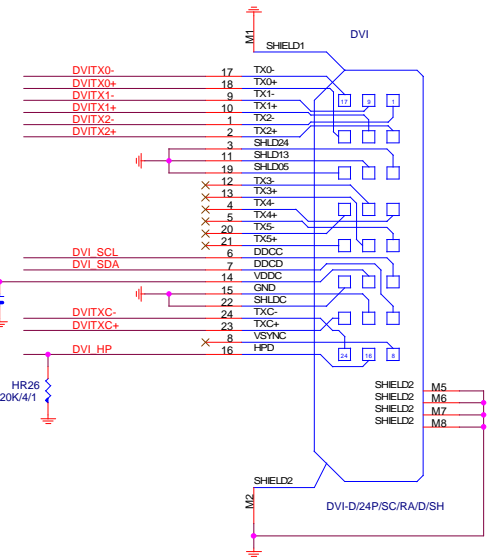 DVI
M1
SHIELD1
DVITX0- 17 TX0-
DVITX0+ 18 TX0+
DVITX1- 9 TX1-
DVITX1+ 10 TX1+
DVITX2- 1 TX2-
DVITX2+ 2 TX2+
3 SHLD24
11 SHLD13
19 SHLD05
12 TX3-
13 TX3+
4 TX4-
5 TX4+
20 TX5-
21 TX5+
DVI_SCL 6 DDCC
DVI_SDA 7 DDCD
14 VDDC
15 GND
22 SHLDC
DVITXC- 24 TXC-
DVITXC+ 23 TXC+
8 VSYNC
DVI_HP 16 HPD
17 9 1
24 16 8
HR26
20K/4/1
SHIELD2 M5
SHIELD2 M6
SHIELD2 M7
SHIELD2 M8
SHIELD2
M2
DVI-D/24P/SC/RA/D/SH